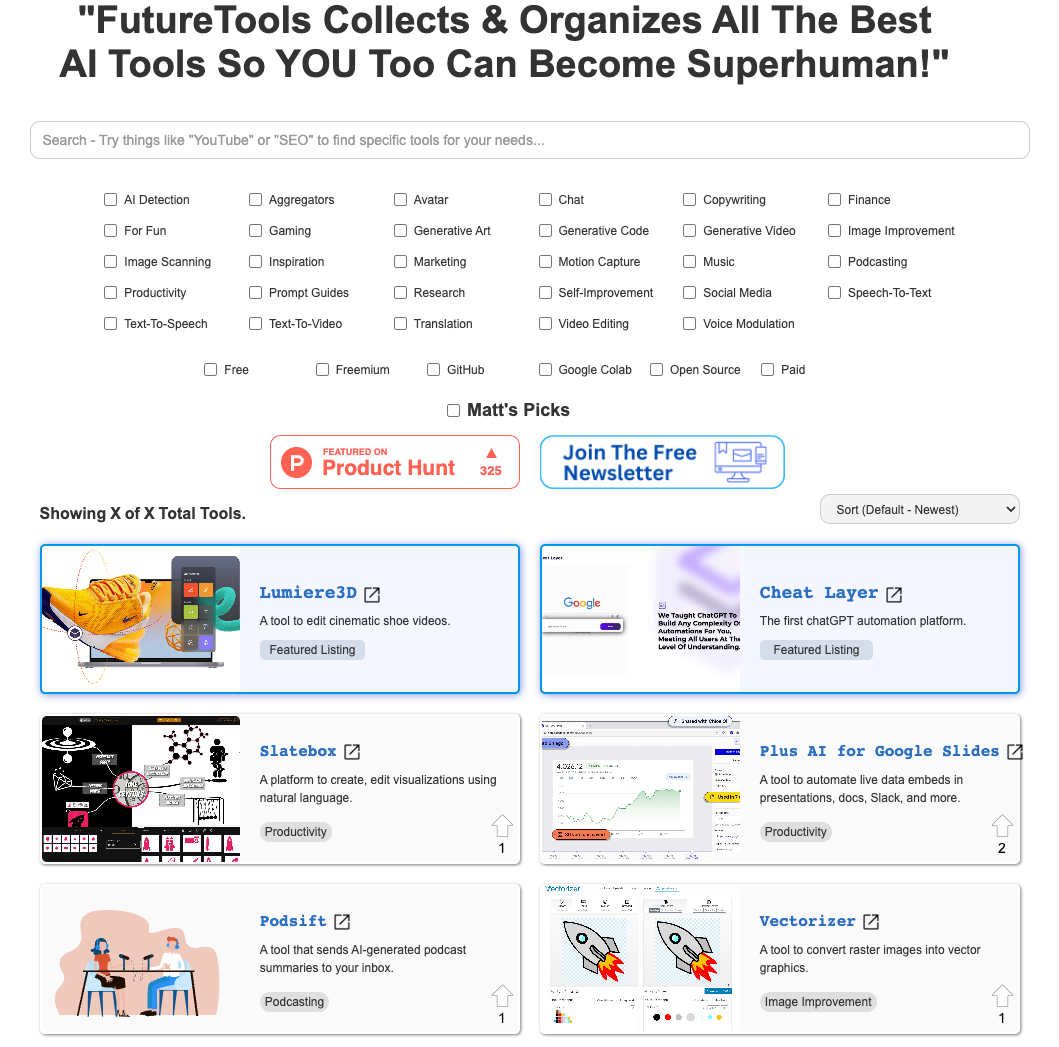 "FutureTools Collects & Organizes All The Best
AI Tools So YOU Too Can Become Superhuman!"
Search - Try things like "YouTube" or "SEO" to find specific tools for your needs...
AI Detection Aggregators Avatar Chat Copywriting Finance
For Fun Gaming Generative Art Generative Code Generative Video Image Improvement
Image Scanning Inspiration Marketing Motion Capture Music Podcasting
Productivity Prompt Guides Research Self-Improvement Social Media Speech-To-Text
Text-To-Speech Text-To-Video Translation Video Editing Voice Modulation
Free Freemium GitHub Google Colab Open Source Paid
Matt's Picks
P FEATURED ON
Product Hunt
325
Join The Free
Newsletter
Showing X of X Total Tools.
Sort (Default - Newest)
Lumiere3D
A tool to edit cinematic shoe videos.
Featured Listing
Google
We Taught ChatGPT To
Build Any Complexity Of
Automations For You,
Meeting All Users At The
Level Of Understanding.
Cheat Layer
The first chatGPT automation platform.
Featured Listing
Slatebox
A platform to create, edit visualizations using
natural language.
Productivity
1
Shared with Chloe O!
4,026.12
Plus AI for Google Slides
A tool to automate live data embeds in
presentations, docs, Slack, and more.
Productivity
2
Podsift
A tool that sends AI-generated podcast
summaries to your inbox.
Podcasting
1
Vectorizer
Vectorizer
A tool to convert raster images into vector
graphics.
Image Improvement
1